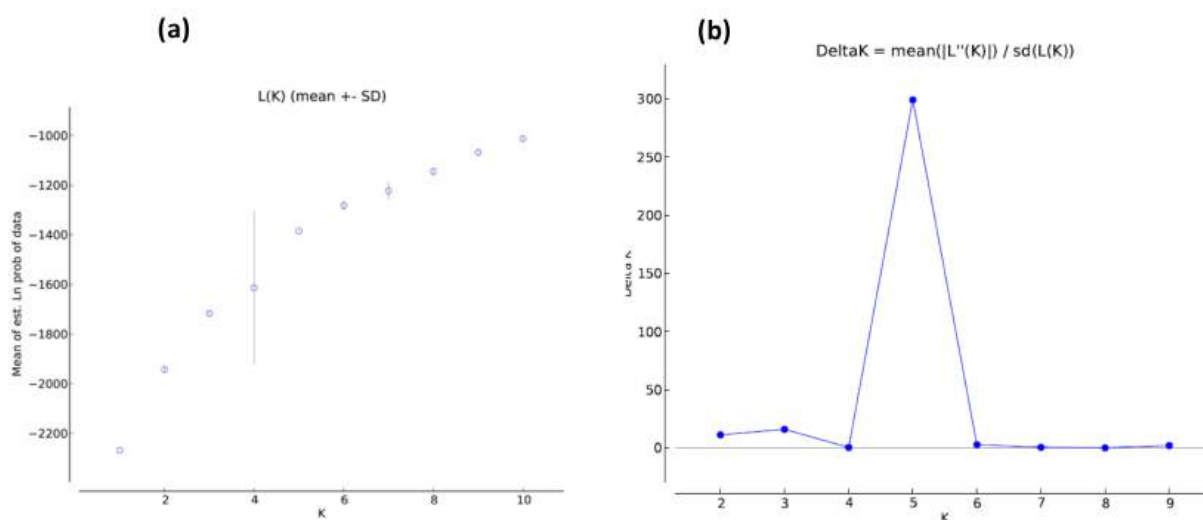 (a)
L(K) (mean +- SD)
Mean of est. Ln prob of data
−1000
−1200
−1400
−1600
−1800
−2000
−2200
2 4 6 8 10
K
(b)
DeltaK = mean(|L''(K)|) / sd(L(K))
Delta K
300
250
200
150
100
50
0
2 3 4 5 6 7 8 9
K